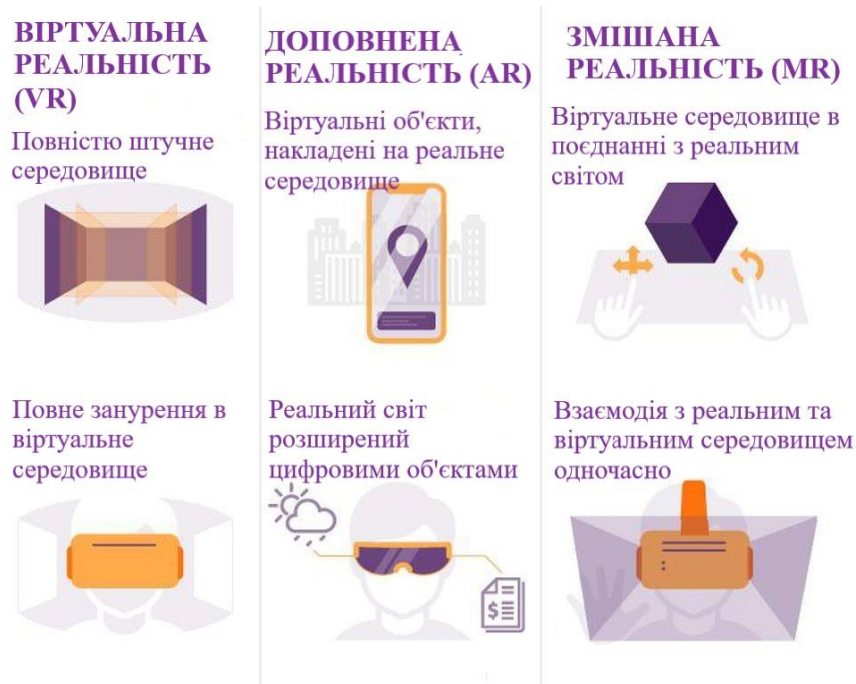 ВІРТУАЛЬНА
РЕАЛЬНІСТЬ
(VR)
Повністю штучне
середовище
Повне занурення в
віртуальне
середовище
ДОПОВНЕНА
РЕАЛЬНІСТЬ (AR)
Віртуальні об'єкти,
накладені на реальне
середовище
Реальний світ
розширений
цифровими об'єктами
$
ЗМІШАНА
РЕАЛЬНІСТЬ (MR)
Віртуальне середовище в
поєднанні з реальним
світом
Взаємодія з реальним та
віртуальним середовищем
одночасно